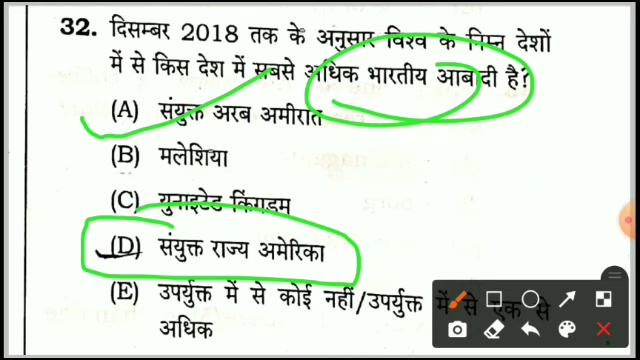 32. दिसम्बर 2018 तक के अनुसार विश्व के निम्न देशों
में से किस देश में सबसे अधिक भारतीय आबादी है?
(A) संयुक्त अरब अमीरात
(B) मलेशिया
(C) युनाइटेड किंगडम
(D) संयुक्त राज्य अमेरिका
(E) उपर्युक्त में से कोई नहीं/उपर्युक्त में से एक से
अधिक